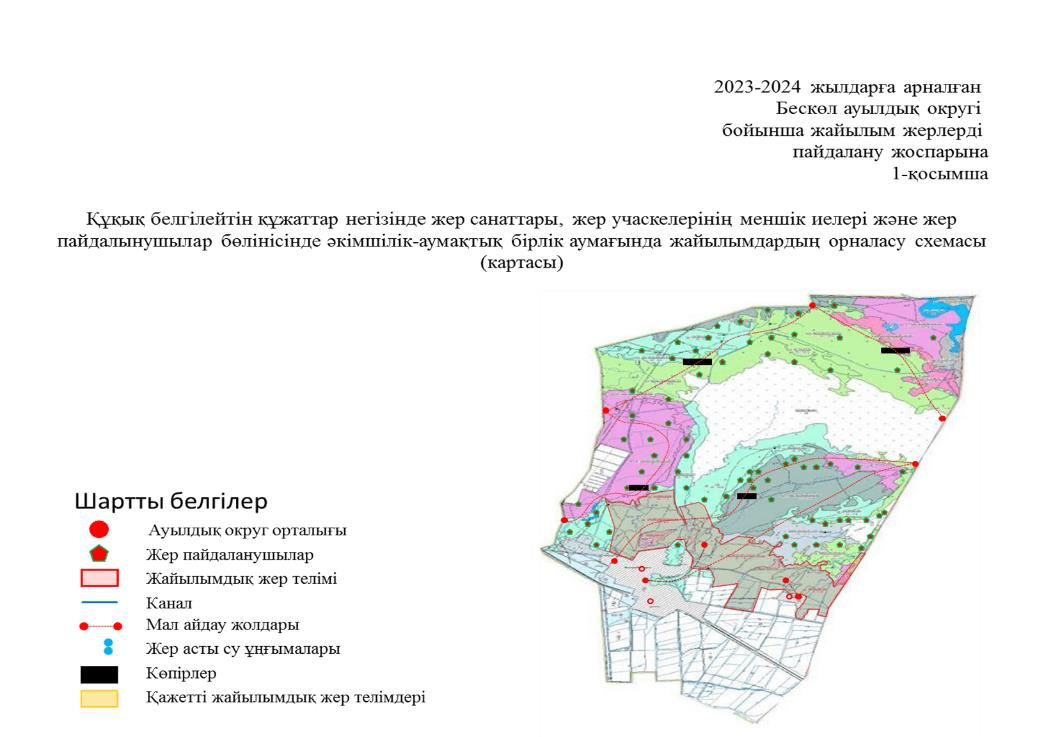 2023-2024 жылдарға арналған
Бескөл ауылдық округі
бойынша жайылым жерлерді
пайдалану жоспарына
1-қосымша
Құқық белгілейтін құжаттар негізінде жер санаттары, жер учаскелерінің меншік иелері және жер
пайдалынушылар бөлінісінде әкімшілік-аумақтық бірлік аумағында жайылымдардың орналасу схемасы
(картасы)
Шартты белгілер
Ауылдық округ орталығы
Жер пайдаланушылар
Жайылымдық жер телімі
Канал
Мал айдау жолдары
Жер асты су ұңғымалары
Көпірлер
Қажетті жайылымдық жер телімдері